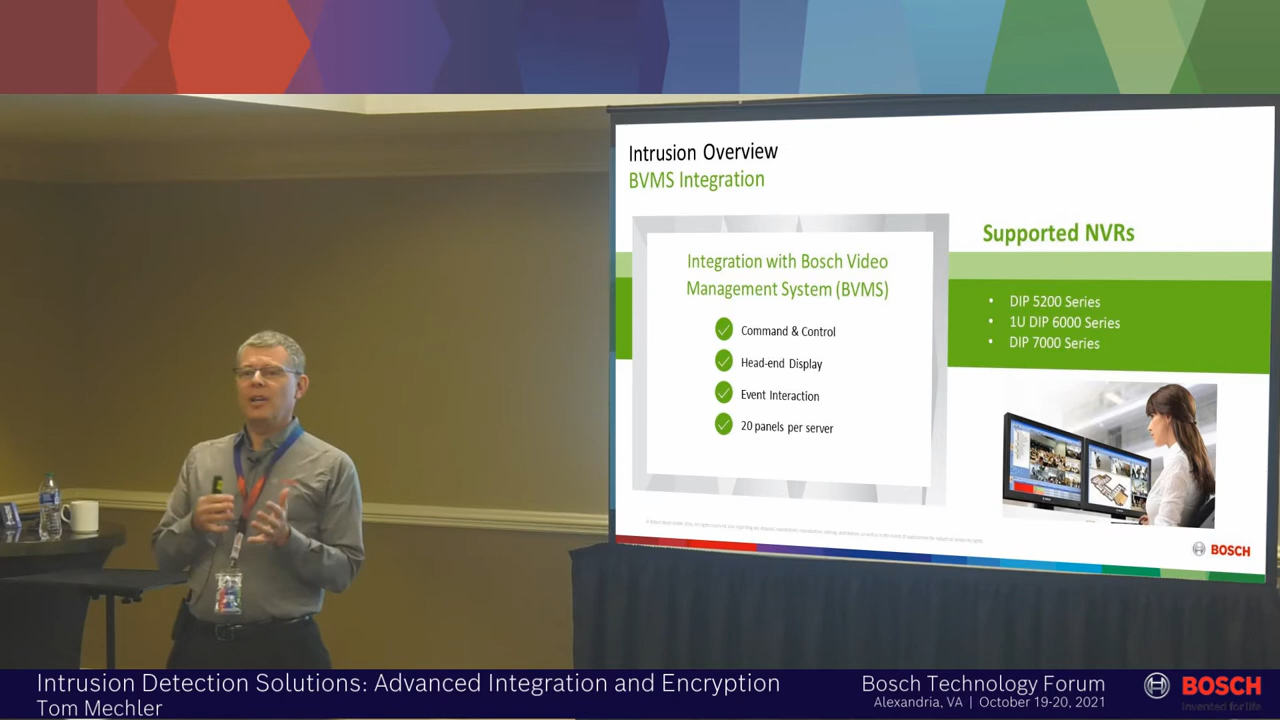 Intrusion Overview
BVMS Integration
Integration with Bosch Video
Management System (BVMS)
Command & Control
Head-end Display
Event Interaction
20 panels per server
Supported NVRs
• DIP 5200 Series
• 1U DIP 6000 Series
• DIP 7000 Series
BOSCH
Intrusion Detection Solutions: Advanced Integration and Encryption
Tom Mechler
Bosch Technology Forum
Alexandria, VA | October 19-20, 2021
BOSCH
Invented for life